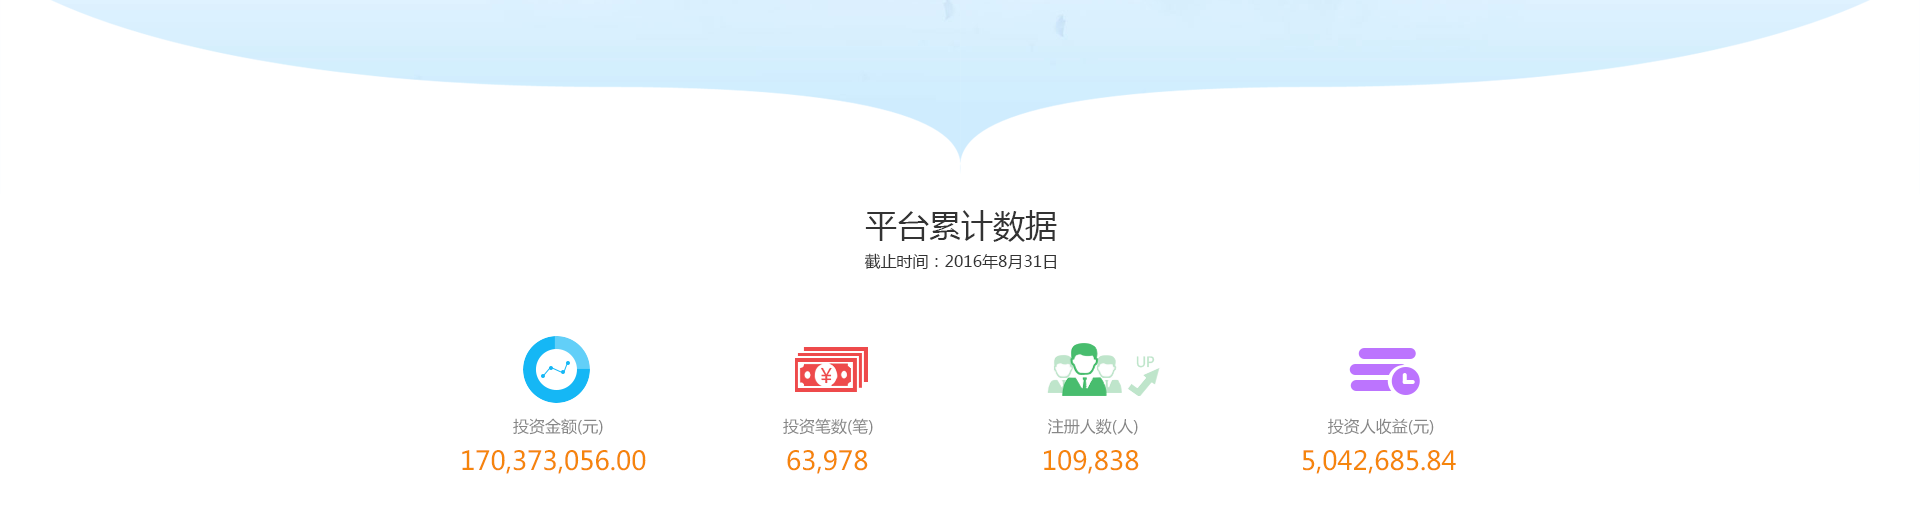 平台累计数据
截止时间：2016年8月31日
UP
¥
投资金额(元)
投资笔数(笔)
注册人数(人)
投资人收益(元)
170,373,056.00
63,978
109,838
5,042,685.84